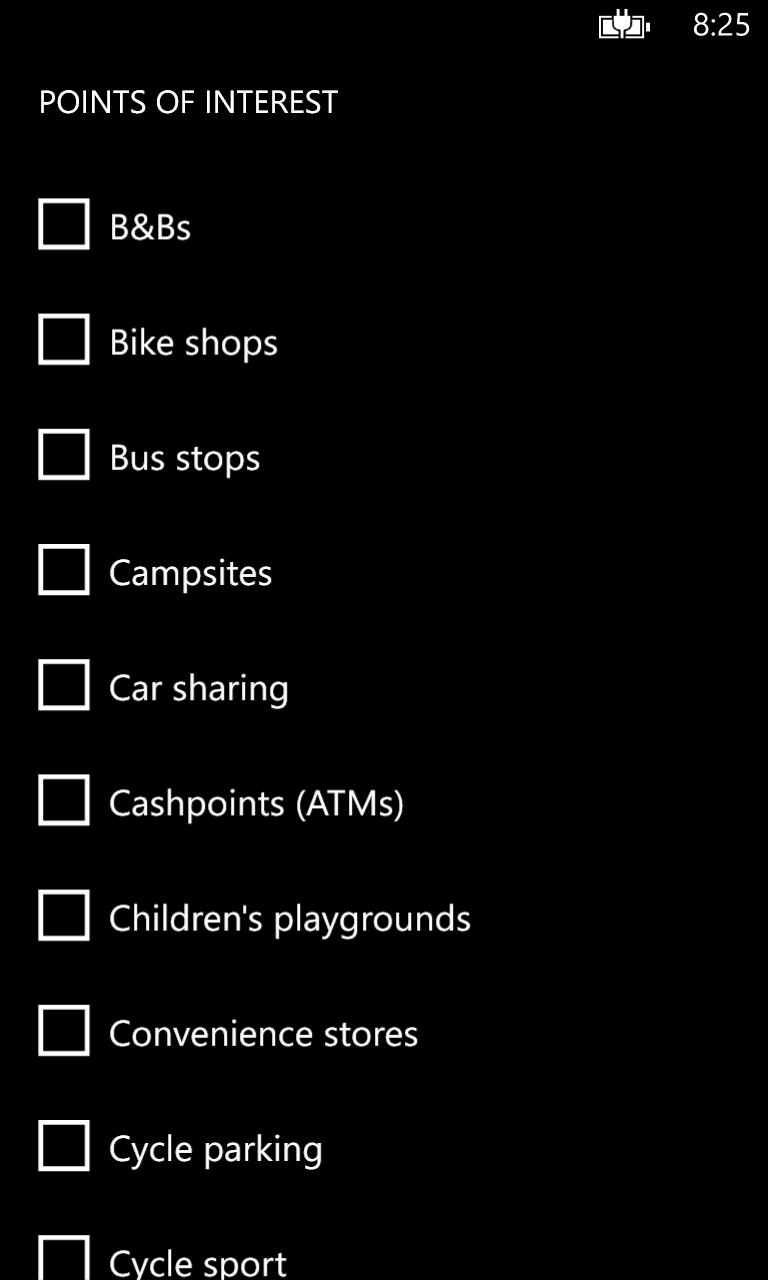 8:25
POINTS OF INTEREST
B&Bs
Bike shops
Bus stops
Campsites
Car sharing
Cashpoints (ATMs)
Children's playgrounds
Convenience stores
Cycle parking
Cycle sport